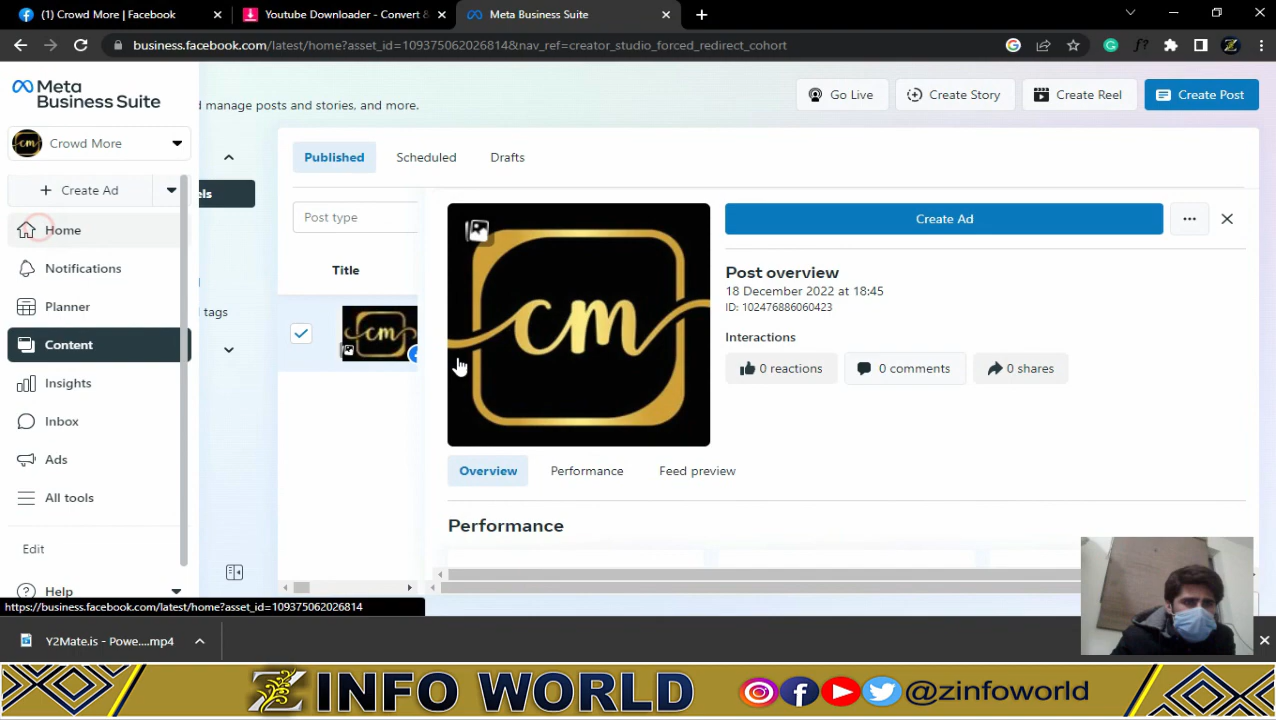 (1) Crowd More | Facebook
Youtube Downloader - Convert &
Meta Business Suite
business.facebook.com/latest/home?asset_id=109375062026814&nav_ref=creator_studio_forced_redirect_cohort
Meta
Business Suite
d manage posts and stories, and more.
Go Live
Create Story
Create Reel
Create Post
cm
Crowd More
Published
Scheduled
Drafts
+ Create Ad
els
Post type
Create Ad
Home
Post overview
18 December 2022 at 18:45
ID: 102476886060423
Notifications
Title
Planner
d tags
cm
cm
Interactions
Content
0 reactions
0 comments
0 shares
Insights
Inbox
Ads
Overview
Performance
Feed preview
All tools
Performance
Edit
Help
https://business.facebook.com/latest/home?asset_id=109375062026814
Y2Mate.is - Powe....mp4
Z INFO WORLD
@zinfoworld